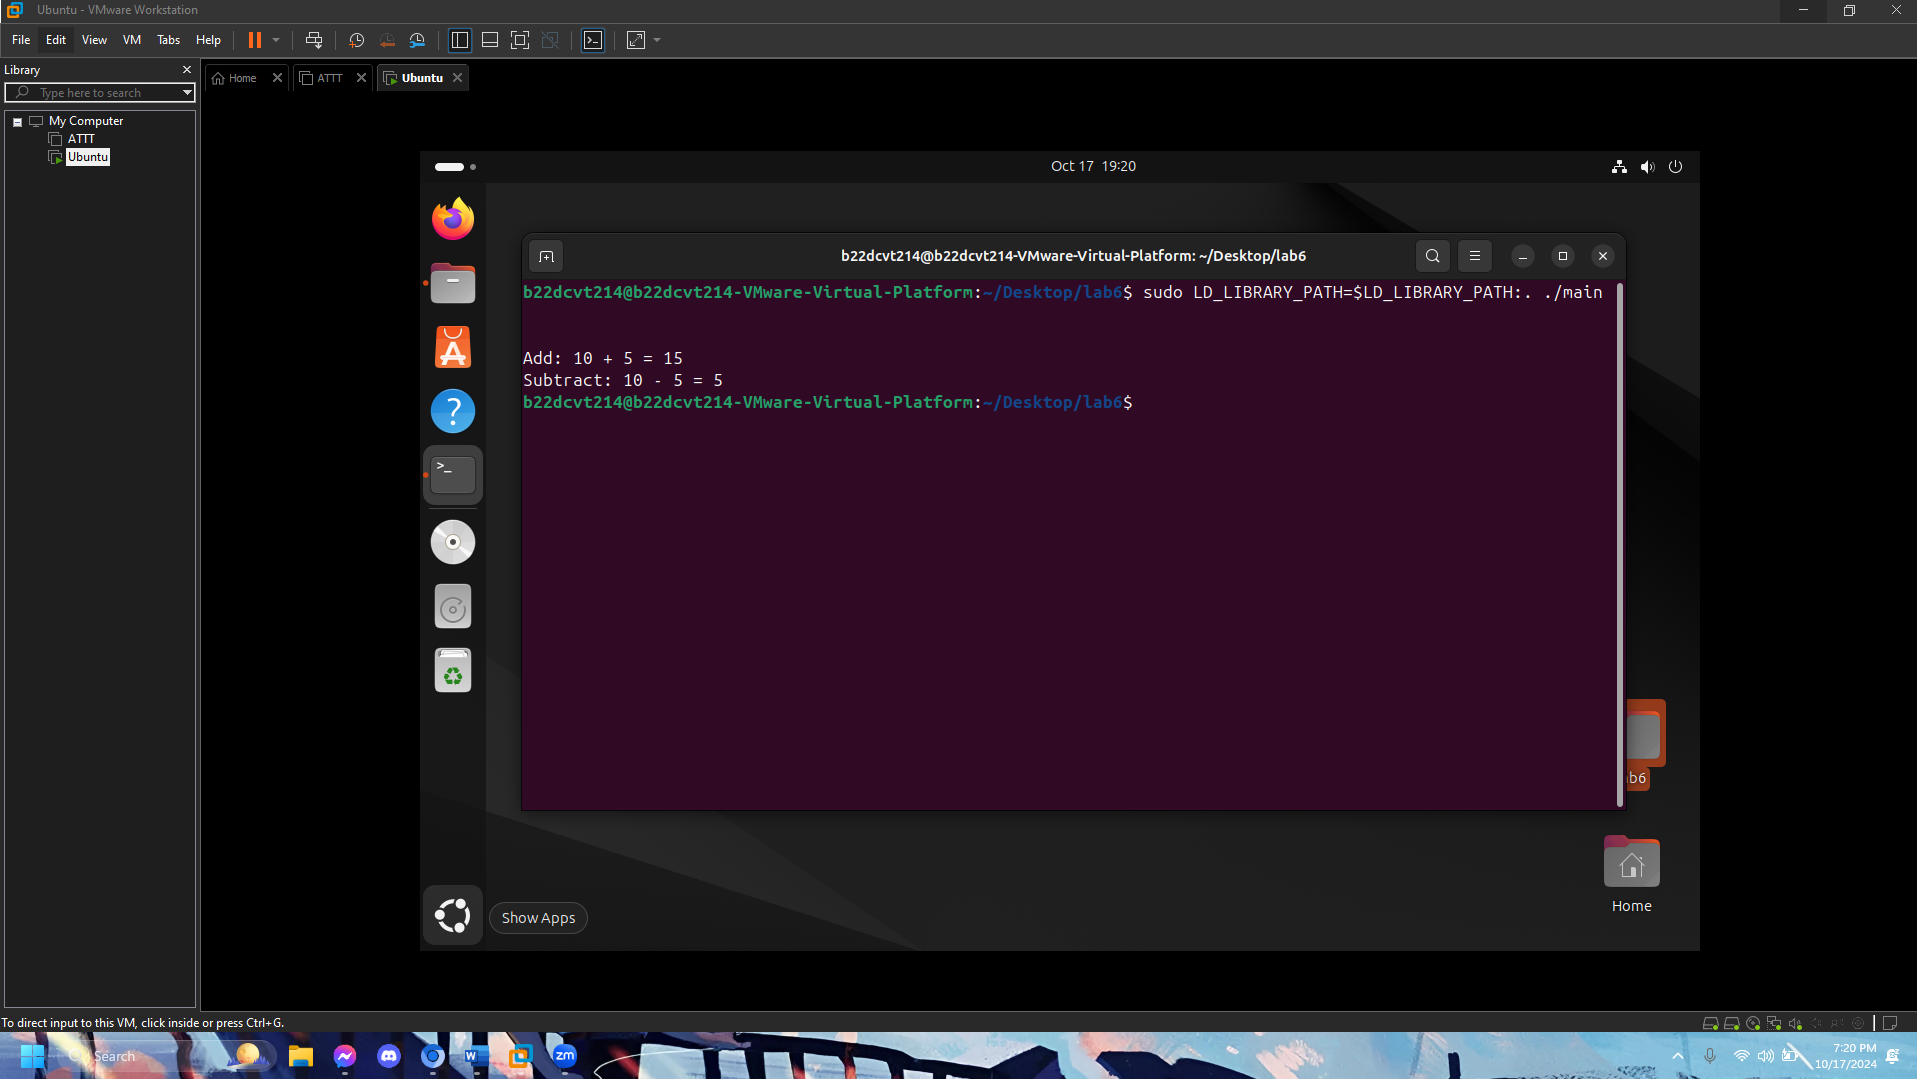 Ubuntu - VMware Workstation
File Edit View VM Tabs Help
Library
Type here to search
My Computer
ATTT
Ubuntu
Home ATTT Ubuntu
Oct 17 19:20
b22dcvt214@b22dcvt214-VMware-Virtual-Platform: ~/Desktop/lab6
b22dcvt214@b22dcvt214-VMware-Virtual-Platform:~/Desktop/lab6$ sudo LD_LIBRARY_PATH=$LD_LIBRARY_PATH:. ./main
Add: 10 + 5 = 15
Subtract: 10 - 5 = 5
b22dcvt214@b22dcvt214-VMware-Virtual-Platform:~/Desktop/lab6$
ab6
Home
Show Apps
To direct input to this VM, click inside or press Ctrl+G.
Search
W
zm
7:20 PM
10/17/2024